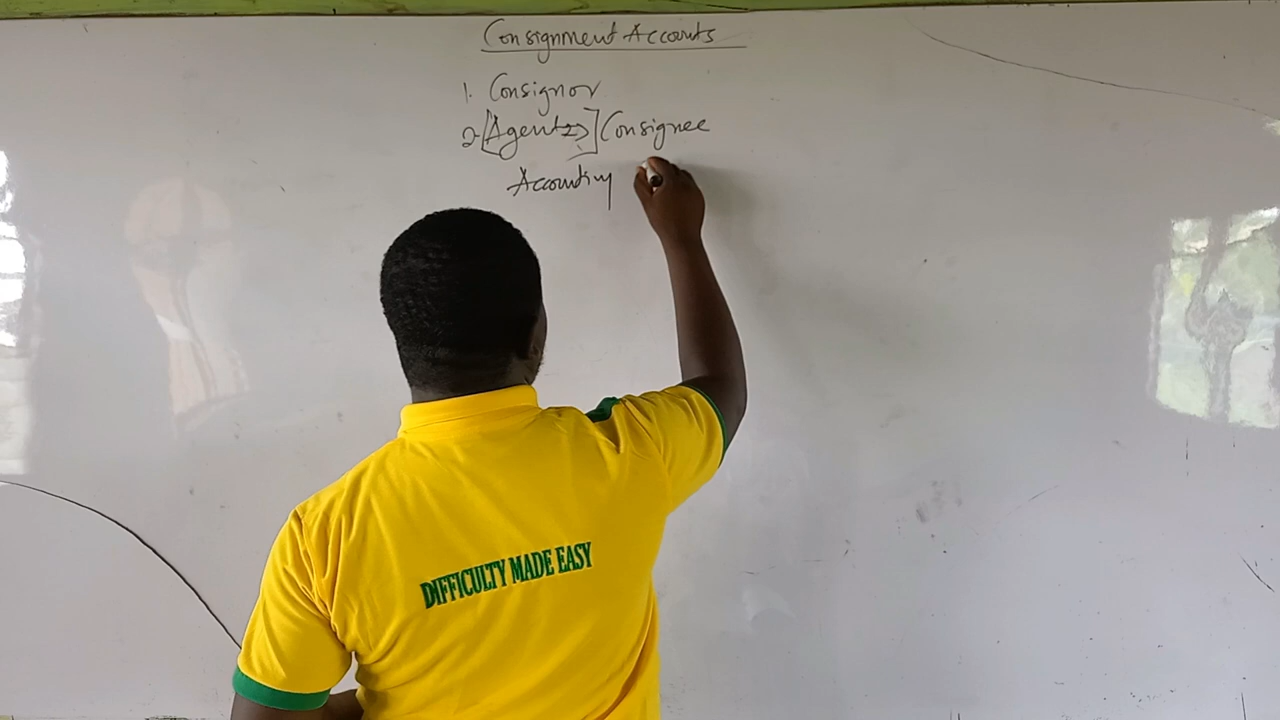 Consignment Accounts
1. Consignor
2. [Agents] Consignee
Accounting
DIFFICULTY MADE EASY